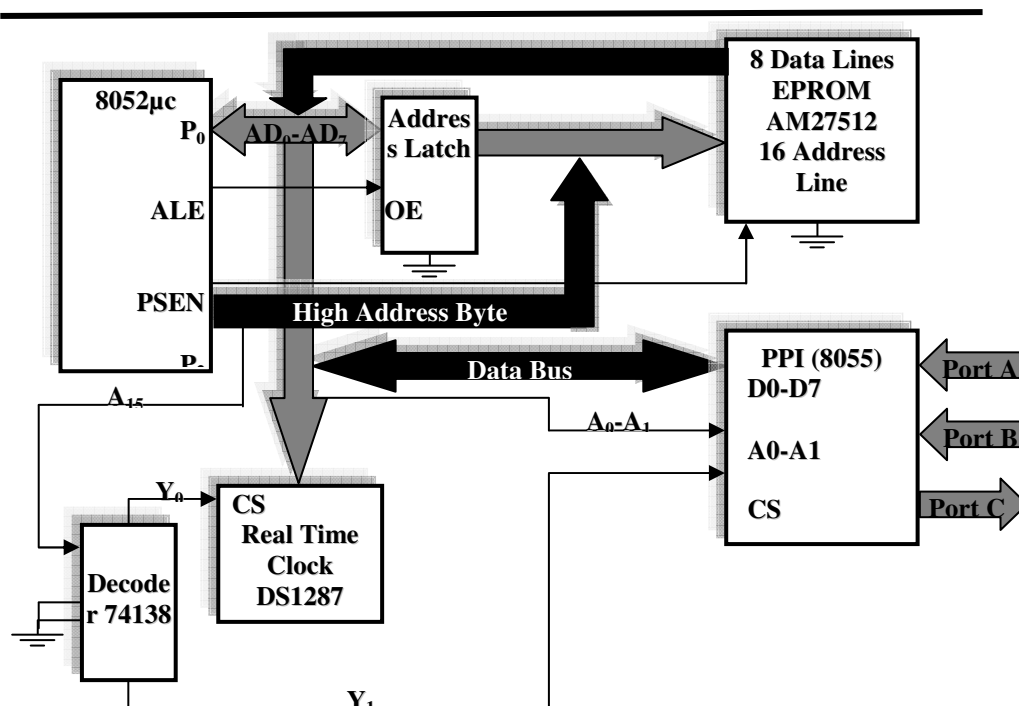 8052µc
P0
AD0-AD7
ALE
PSEN
Addres
s Latch
OE
8 Data Lines
EPROM
AM27512
16 Address
Line
High Address Byte
Data Bus
PPI (8055)
D0-D7
A0-A1
CS
Port A
Port B
Port C
A15
A0-A1
Y0
CS
Real Time
Clock
DS1287
Decode
r 74138
Y1